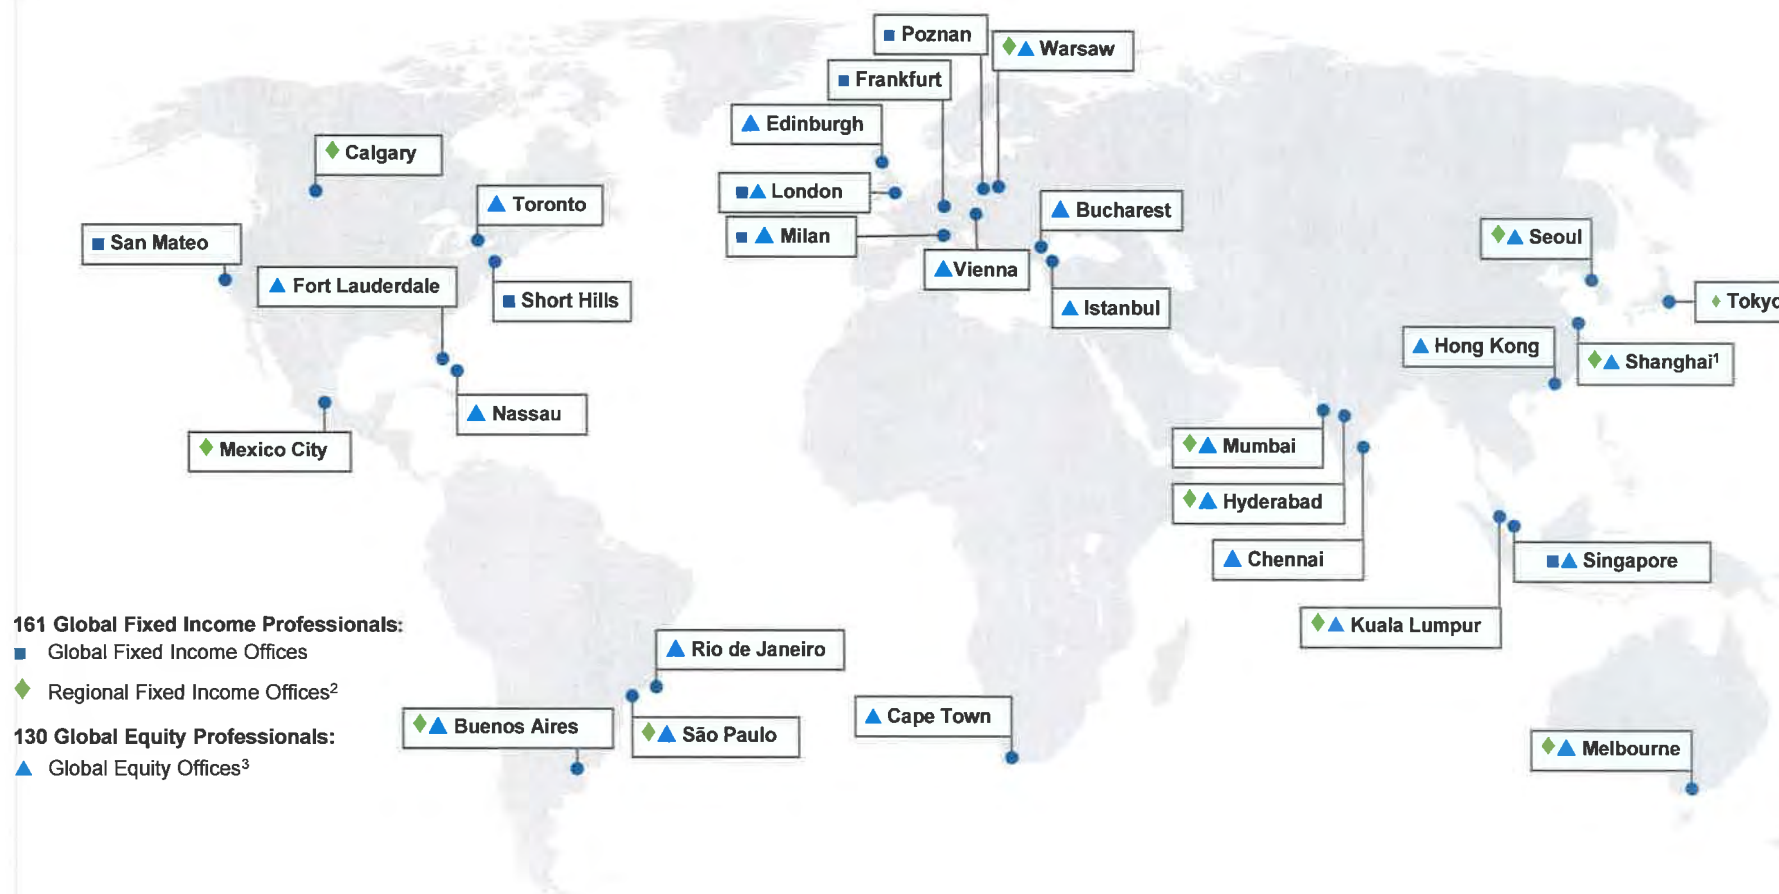 Poznan
Warsaw
Frankfurt
Edinburgh
Calgary
London
Toronto
Bucharest
San Mateo
Milan
Seoul
Vienna
Fort Lauderdale
Short Hills
Istanbul
Tokyo
Hong Kong
Shanghai¹
Nassau
Mexico City
Mumbai
Hyderabad
Chennai
Singapore
161 Global Fixed Income Professionals:
Global Fixed Income Offices
Kuala Lumpur
Rio de Janeiro
Regional Fixed Income Offices²
Buenos Aires
São Paulo
Cape Town
130 Global Equity Professionals:
Melbourne
Global Equity Offices³